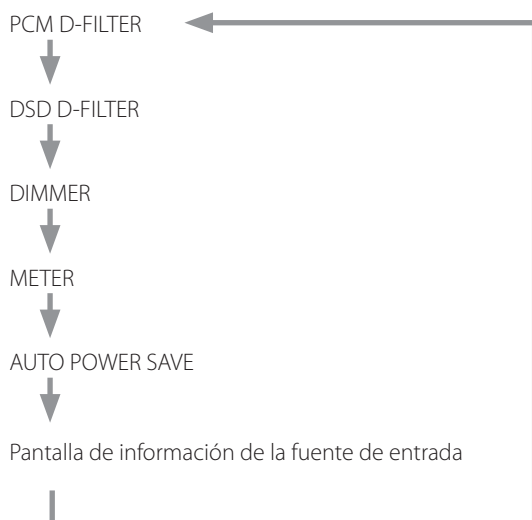 PCM D-FILTER
DSD D-FILTER
DIMMER
METER
AUTO POWER SAVE
Pantalla de información de la fuente de entrada